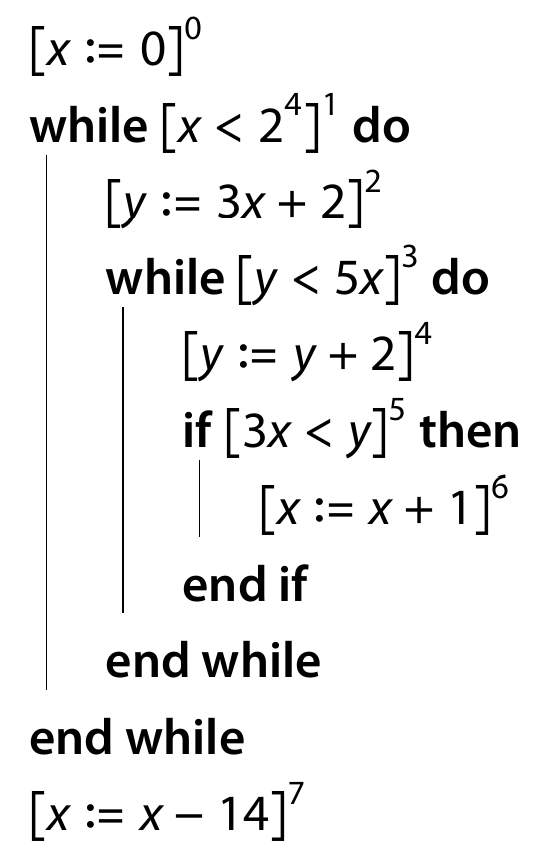 [x := 0]⁰
while [x < 2⁴]¹ do
[y := 3x + 2]²
while [y < 5x]³ do
[y := y + 2]⁴
if [3x < y]⁵ then
[x := x + 1]⁶
end if
end while
end while
[x := x − 14]⁷